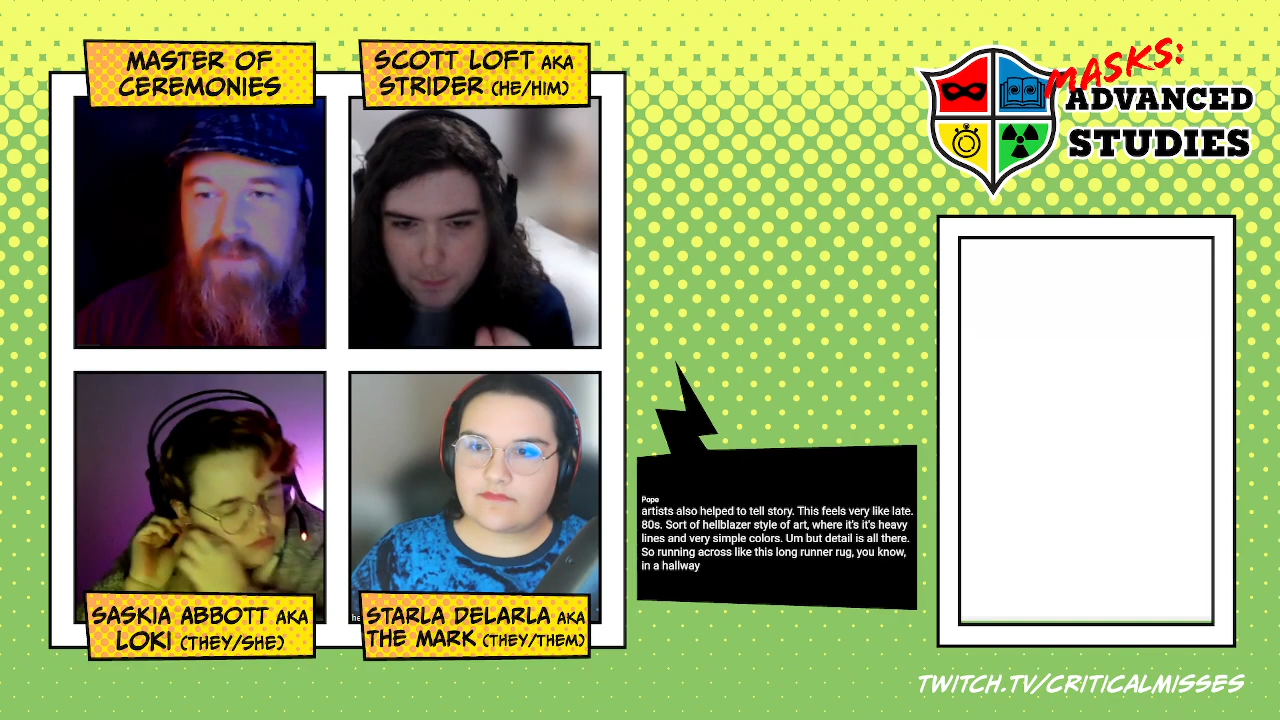 MASTER OF
CEREMONIES
SCOTT LOFT AKA
STRIDER (HE/HIM)
MASKS:
ADVANCED
STUDIES
Pope
artists also helped to tell story. This feels very like late.
80s. Sort of hellblazer style of art, where it's it's heavy
lines and very simple colors. Um but detail is all there.
So running across like this long runner rug, you know,
in a hallway
SASKIA ABBOTT AKA
LOKI (THEY/SHE)
STARLA DELARLA AKA
THE MARK (THEY/THEM)
TWITCH.TV/CRITICALMISSES